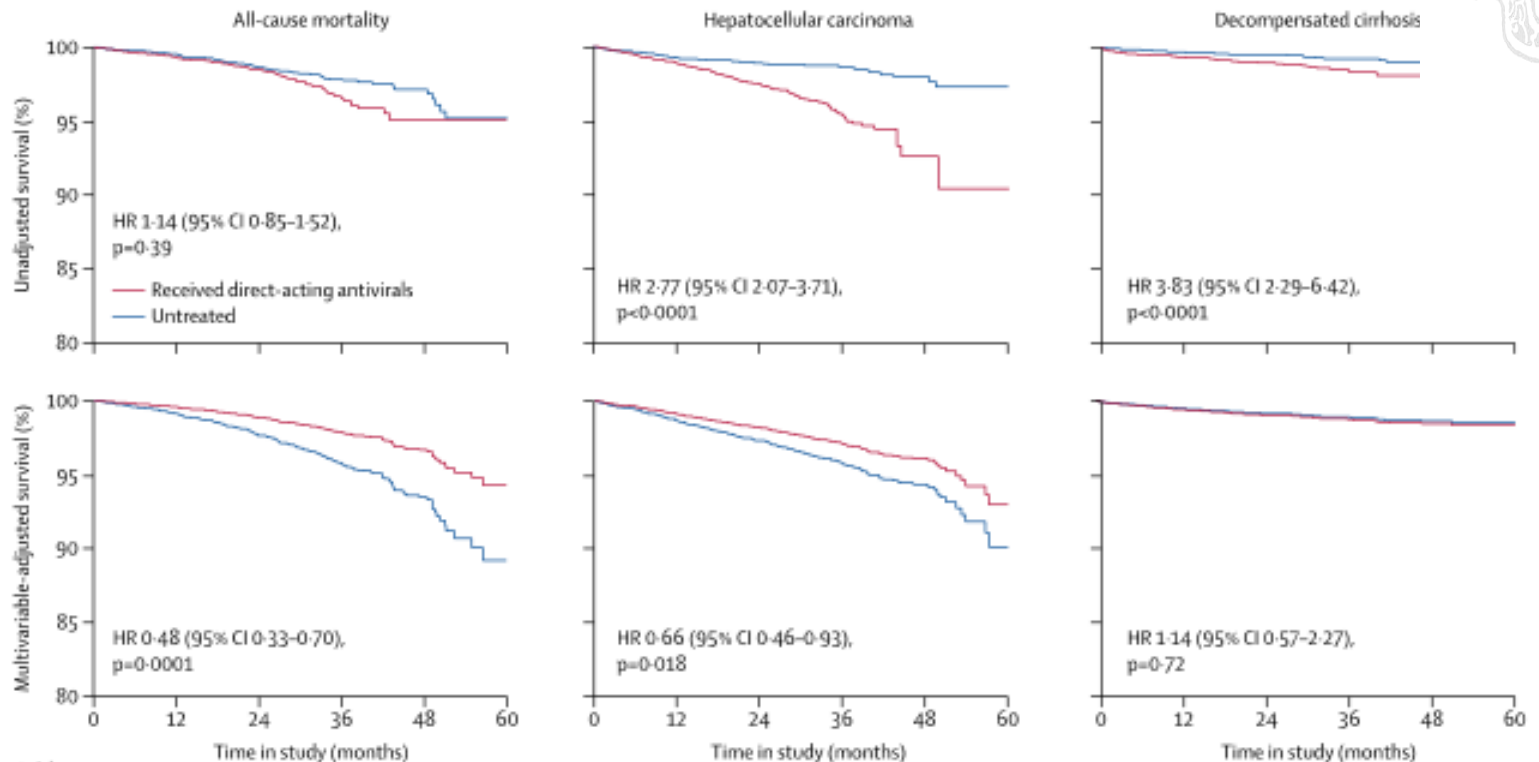 All-cause mortality
Hepatocellular carcinoma
Decompensated cirrhosis
Unadjusted survival (%)
100
95
90
85
80
HR 1·14 (95% CI 0·85–1·52),
p=0·39
Received direct-acting antivirals
Untreated
HR 2·77 (95% CI 2·07–3·71),
p<0·0001
HR 3·83 (95% CI 2·29–6·42),
p<0·0001
Multivariable-adjusted survival (%)
100
95
90
85
80
HR 0·48 (95% CI 0·33–0·70),
p=0·0001
HR 0·66 (95% CI 0·46–0·93),
p=0·018
HR 1·14 (95% CI 0·57–2·27),
p=0·72
0 12 24 36 48 60
0 12 24 36 48 60
0 12 24 36 48 60
Time in study (months)
Time in study (months)
Time in study (months)